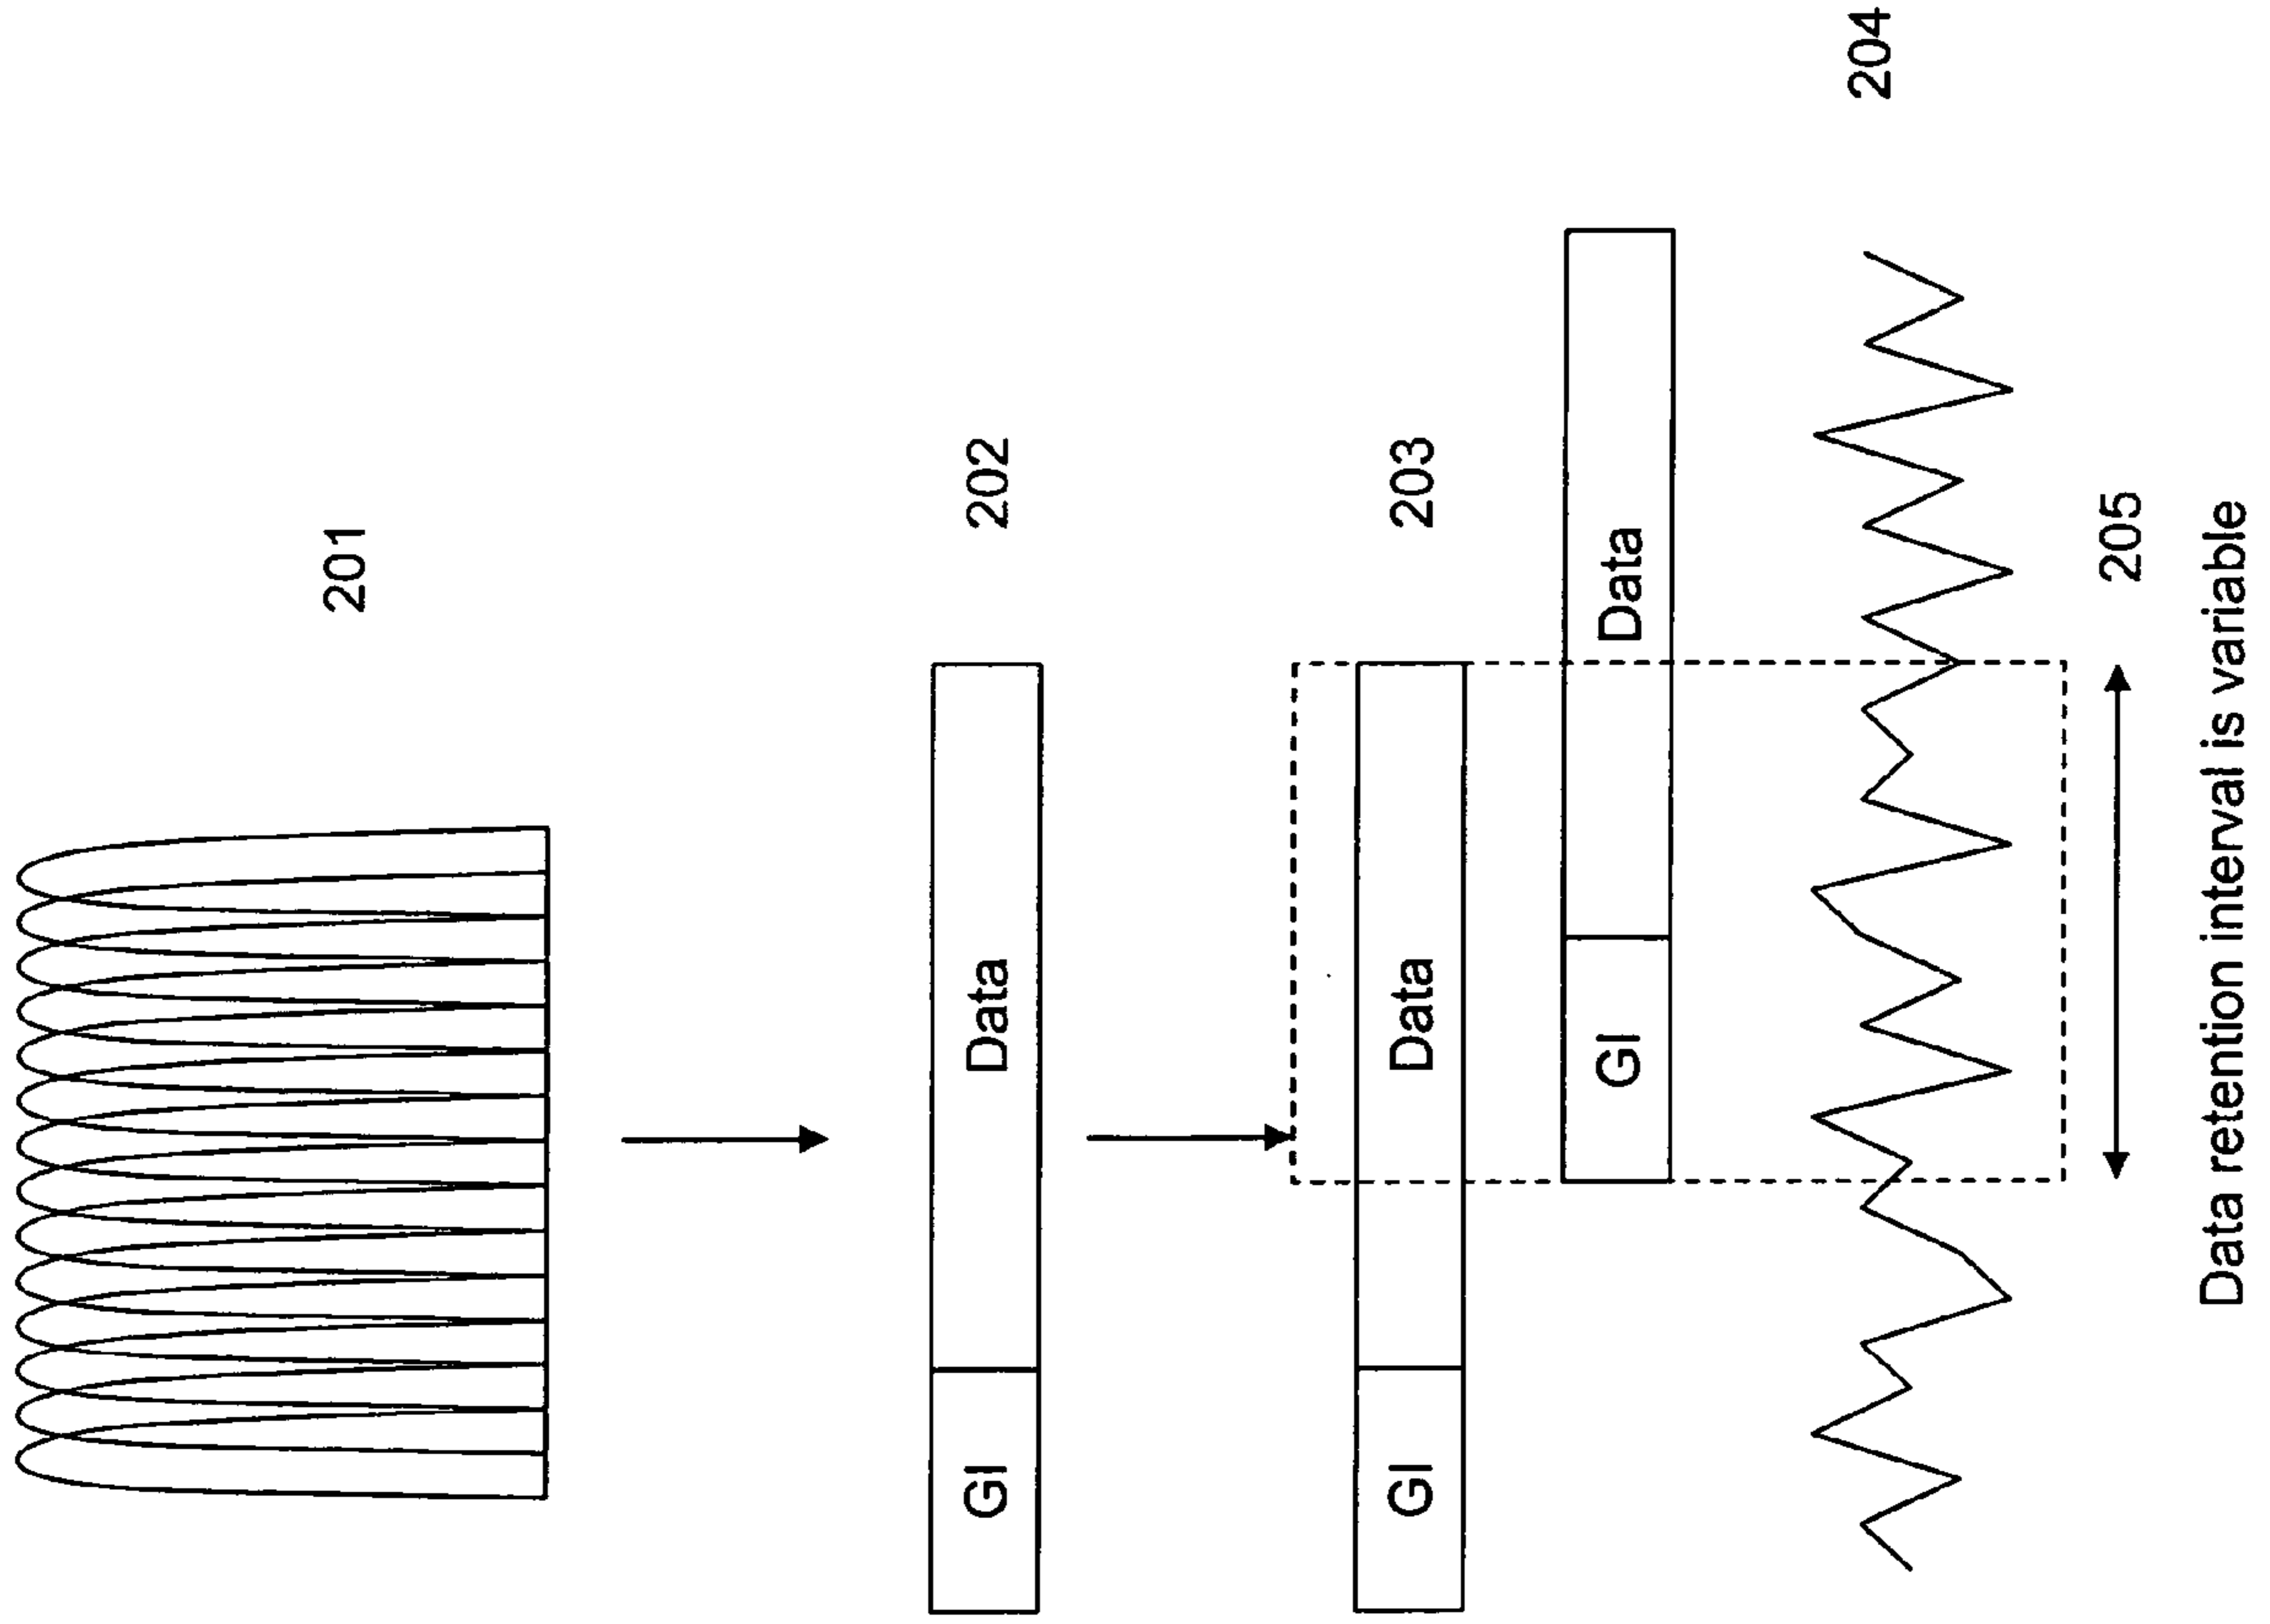 201
GI Data 202
GI Data 203
GI Data
204
205
Data retention interval is variable